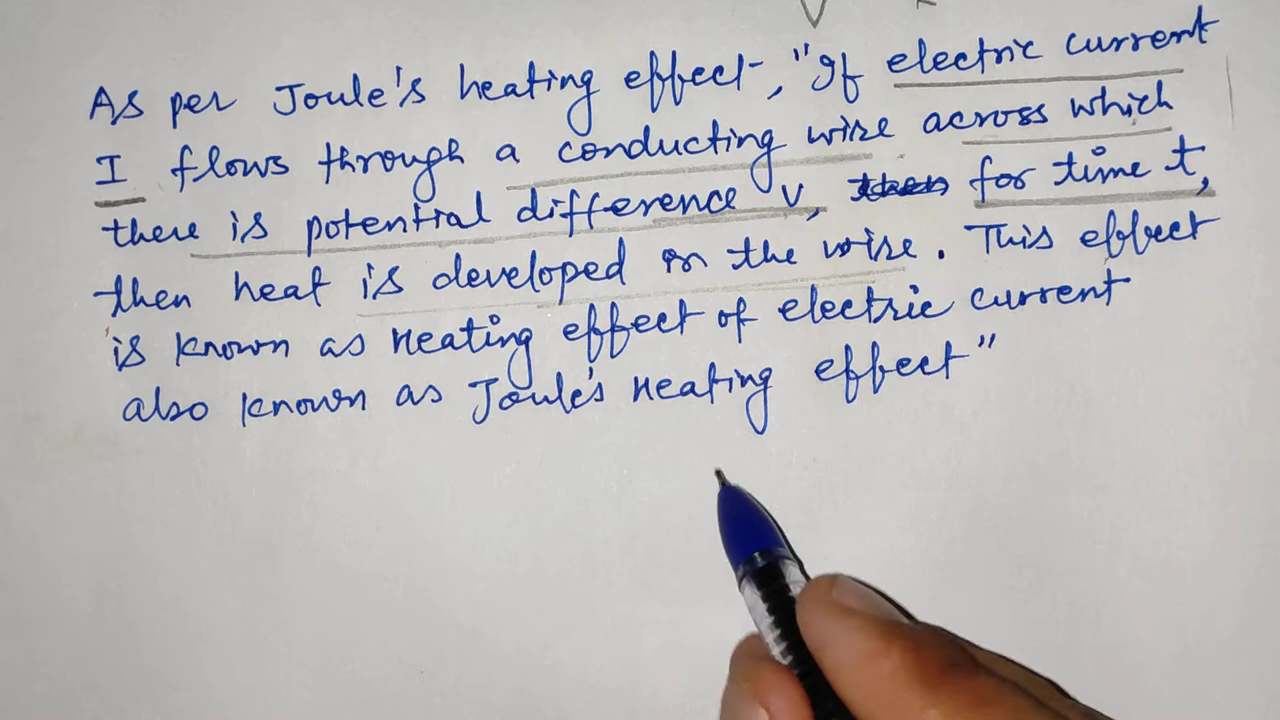 As per Joule's heating effect, "If electric current
I flows through a conducting wire across which
there is potential difference V, then for time t,
then heat is developed in the wire. This effect
is known as heating effect of electric current
also known as Joule's heating effect"